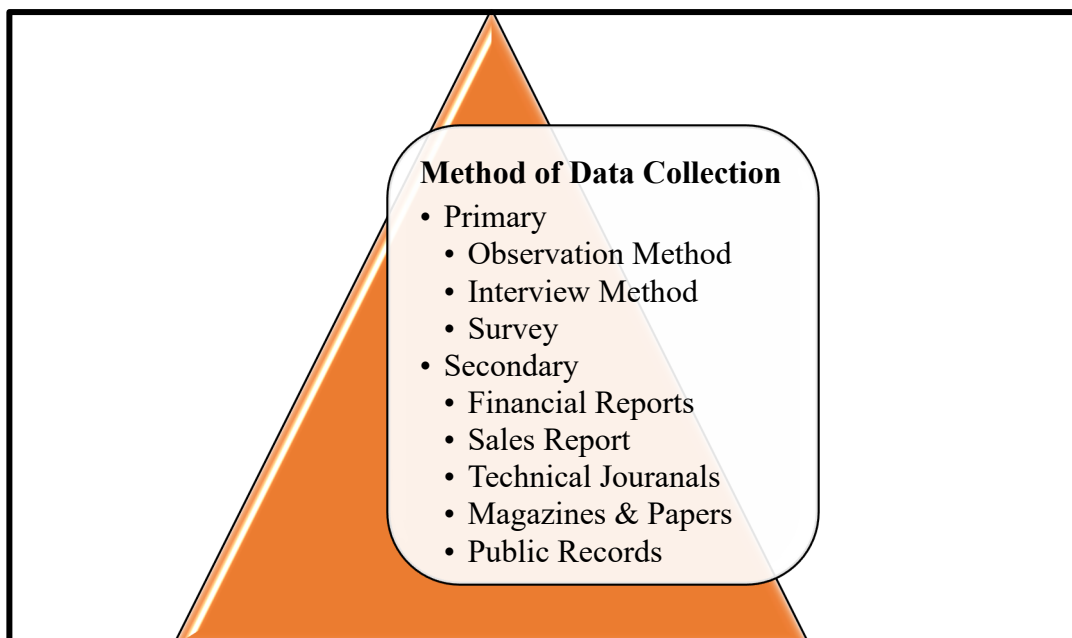 Method of Data Collection
• Primary
• Observation Method
• Interview Method
• Survey
• Secondary
• Financial Reports
• Sales Report
• Technical Jouranals
• Magazines & Papers
• Public Records